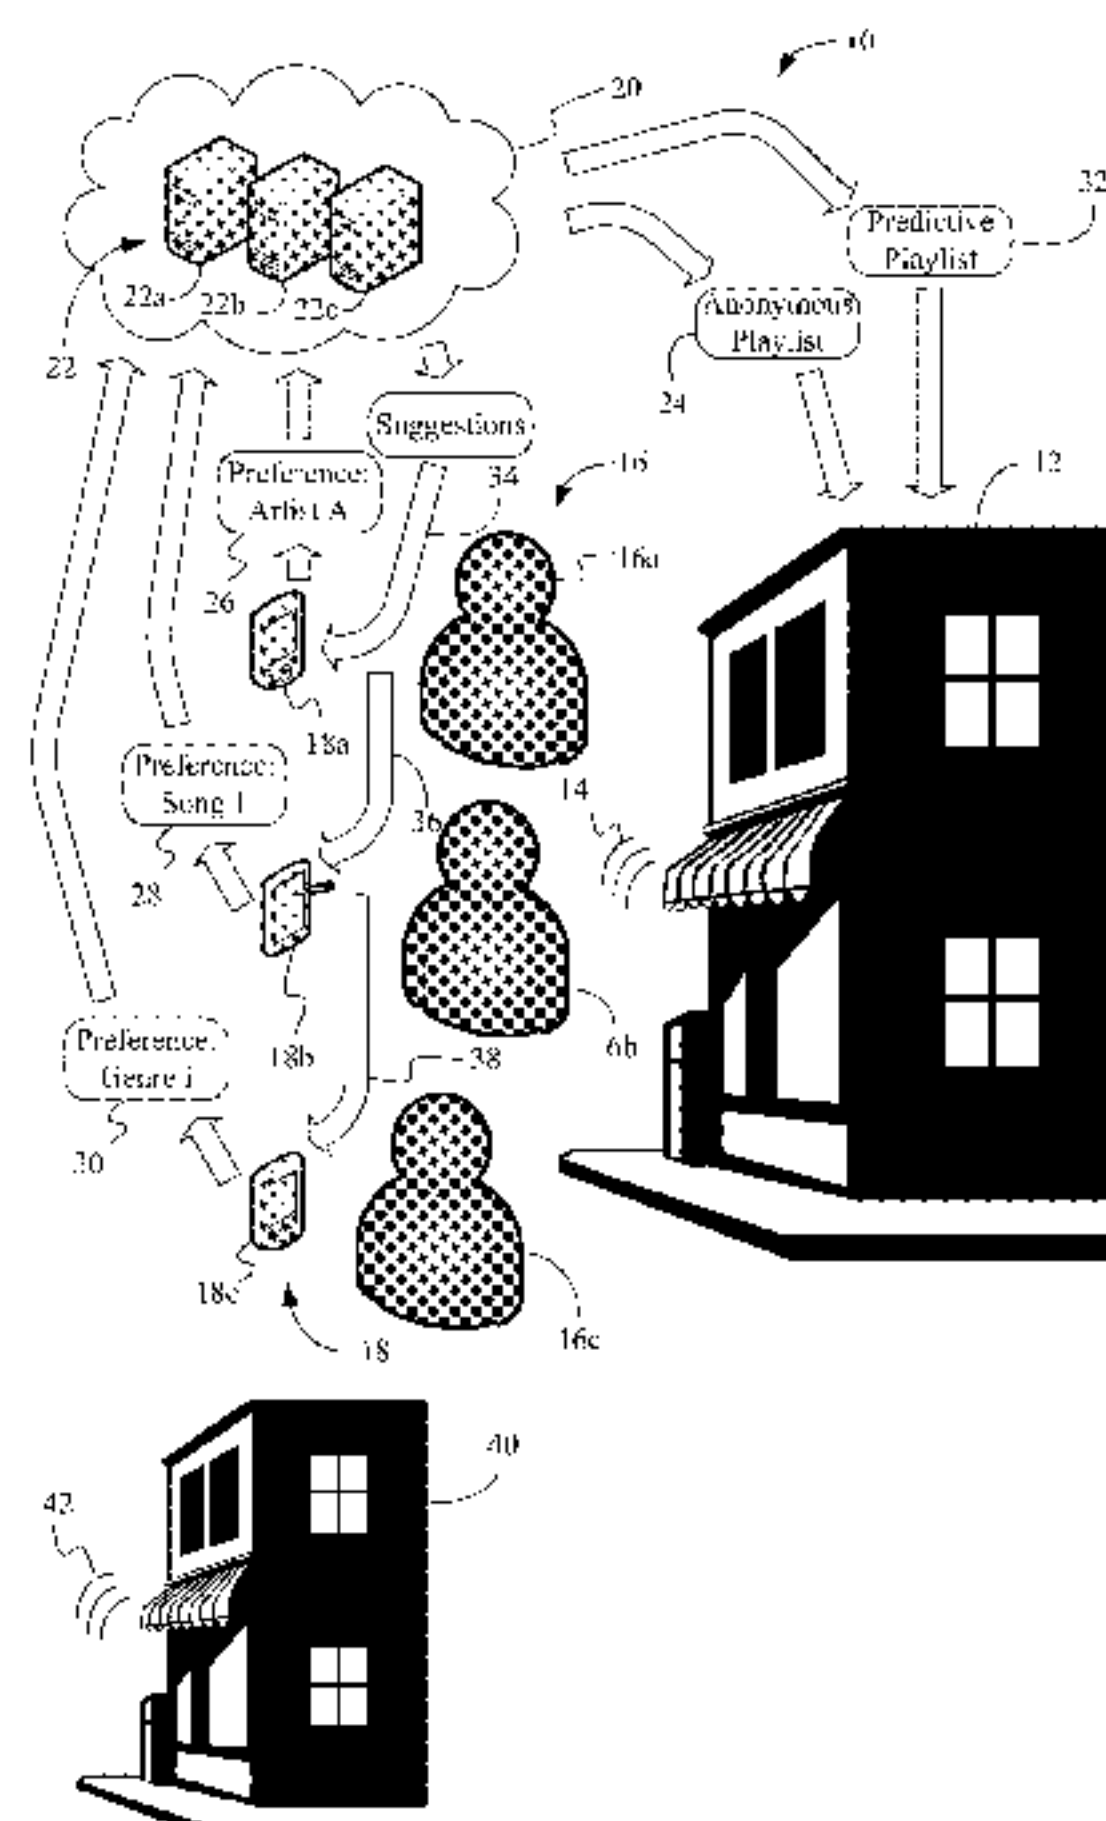 10
20
32
Predictive
Playlist
22a
22b
22c
Anonymous
Playlist
22
24
Suggestions
34
16
12
Preference:
Artist A
16a
26
18a
Preference:
Song 1
14
36
28
18b
6b
38
Preference:
Genre i
30
18c
16c
18
40
42